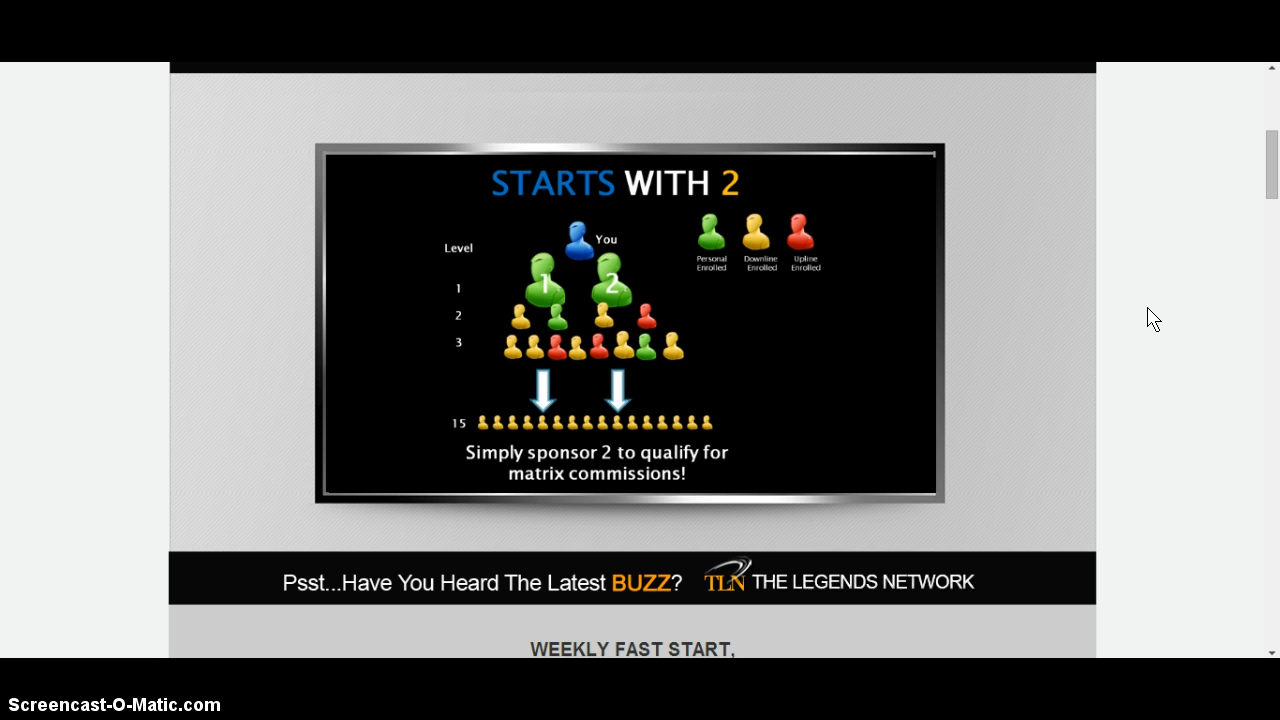 STARTS WITH 2
You
Level
Personal Enrolled
Downline Enrolled
Upline Enrolled
1
1 2
2
3
15
Simply sponsor 2 to qualify for
matrix commissions!
Psst...Have You Heard The Latest BUZZ? TLN THE LEGENDS NETWORK
WEEKLY FAST START,
Screencast-O-Matic.com